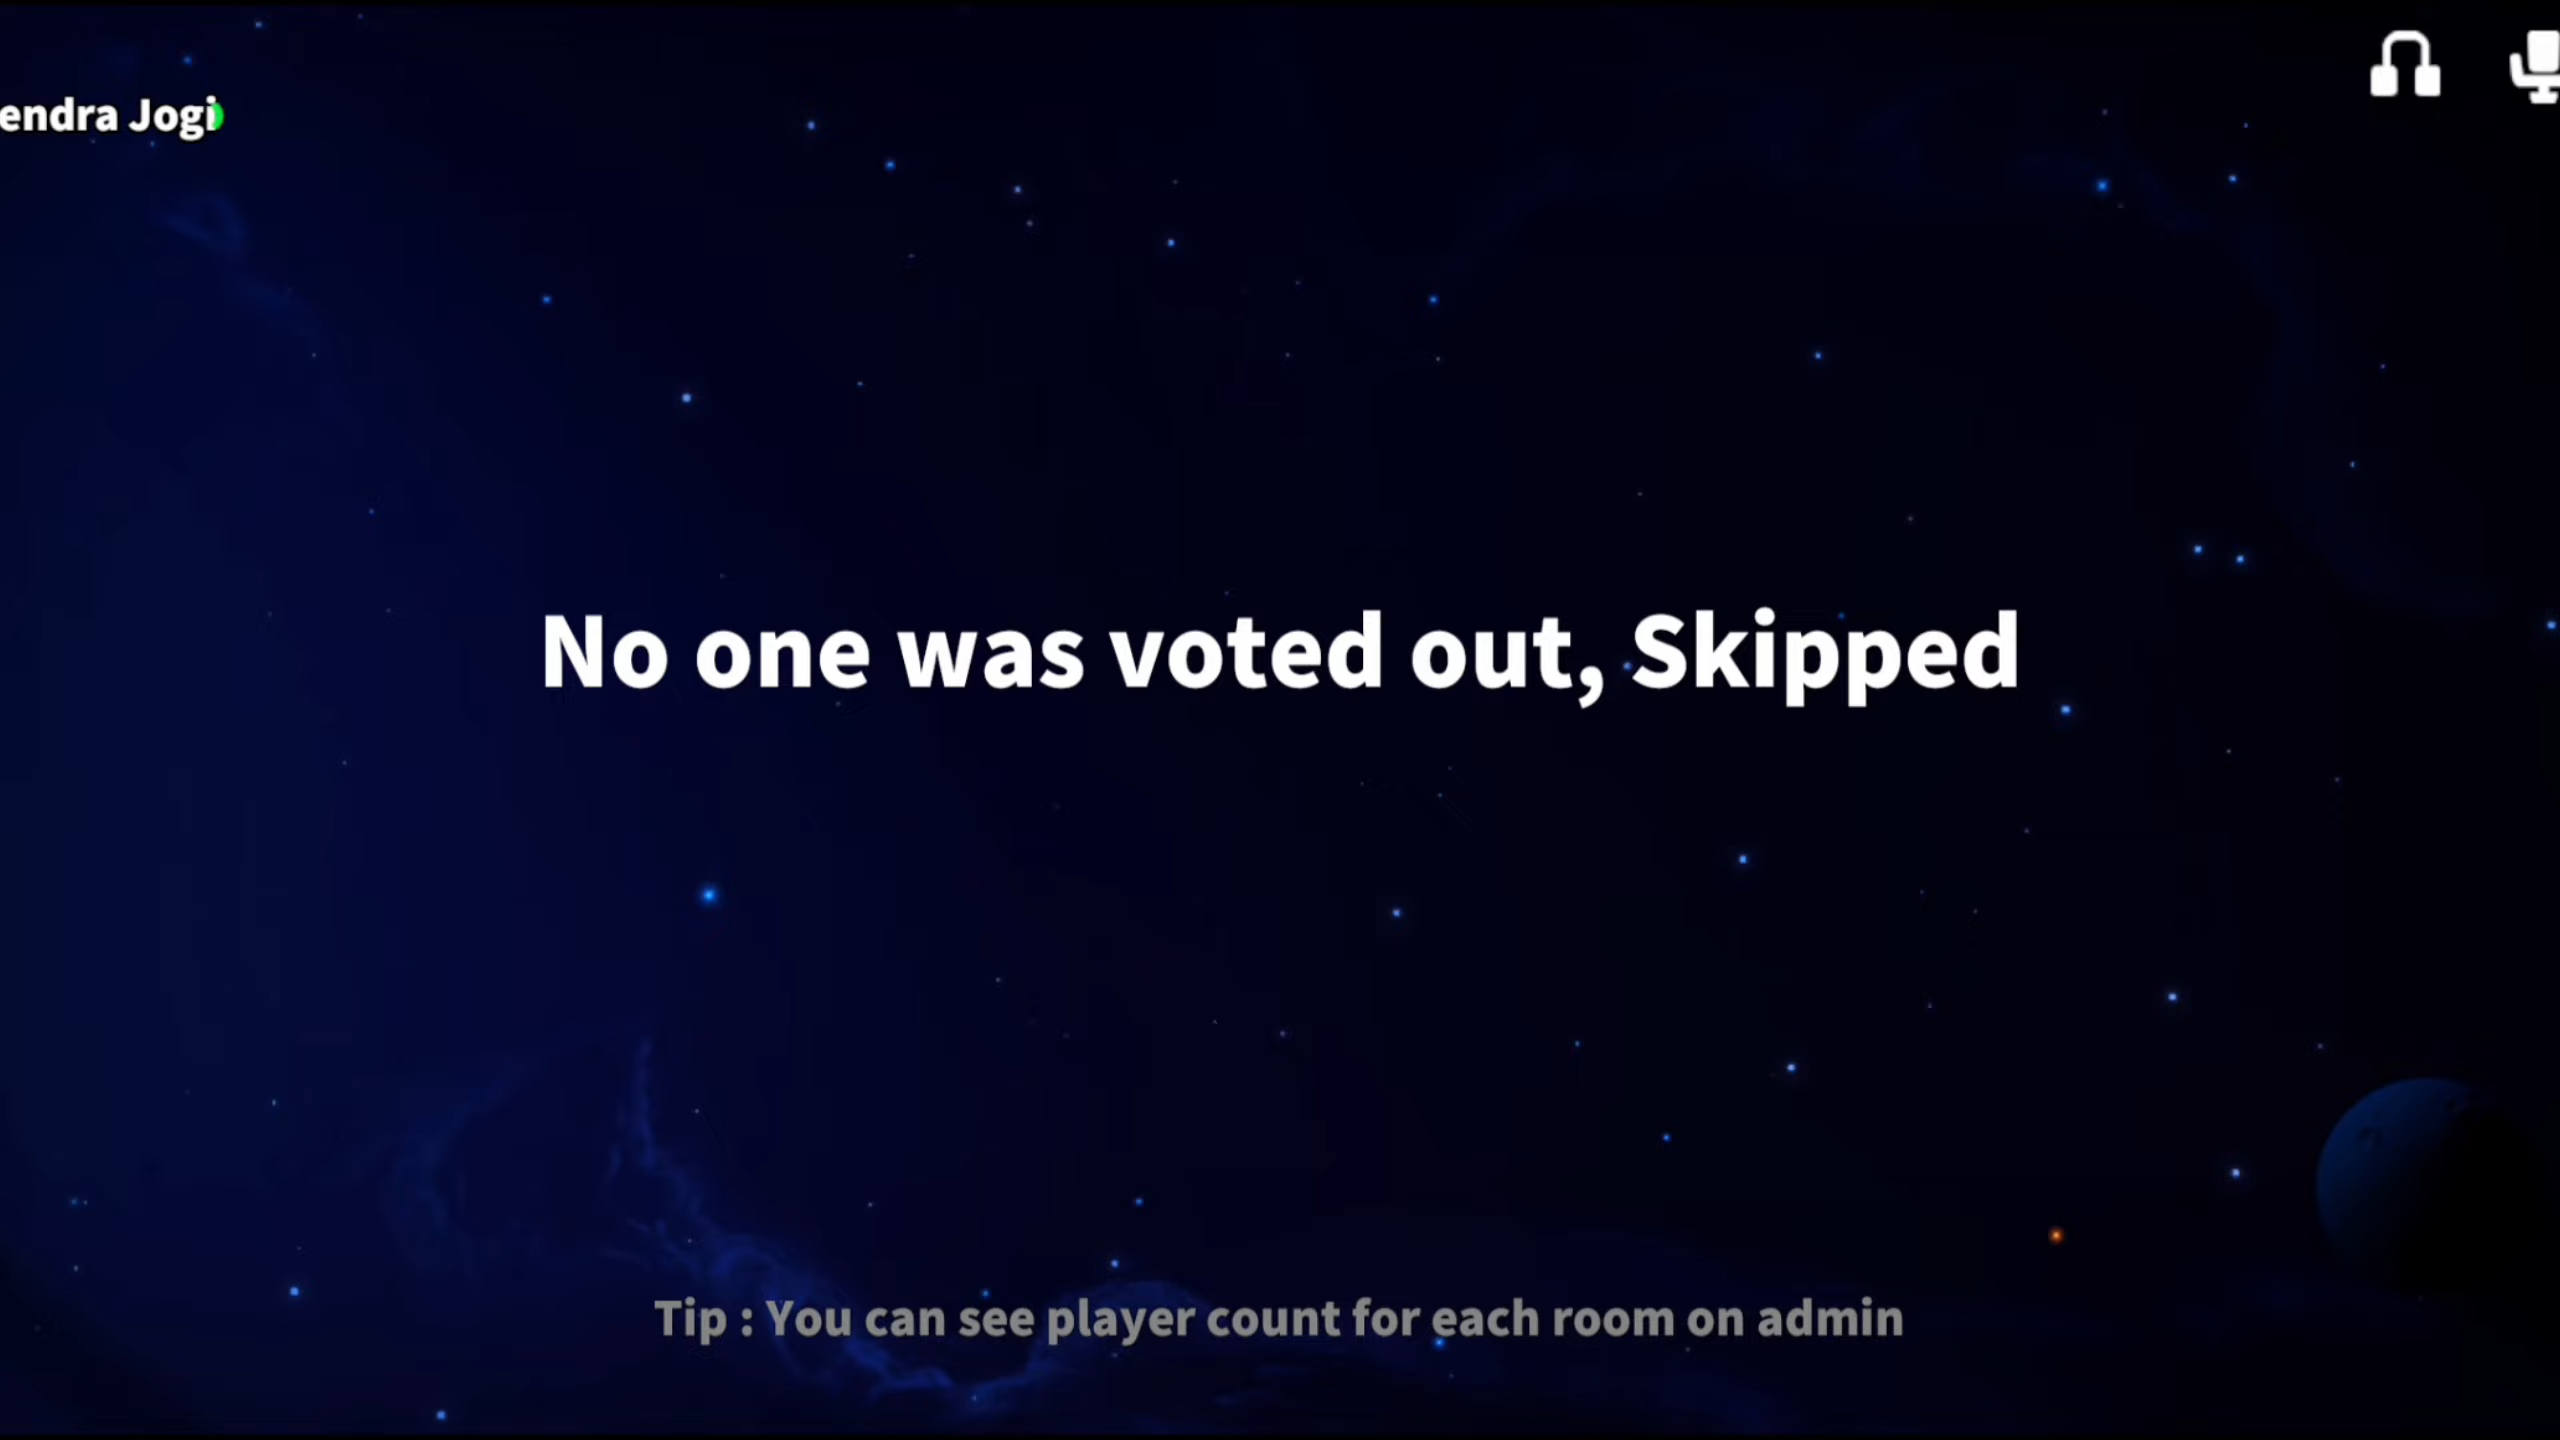 endra Jogi
No one was voted out, Skipped
Tip : You can see player count for each room on admin